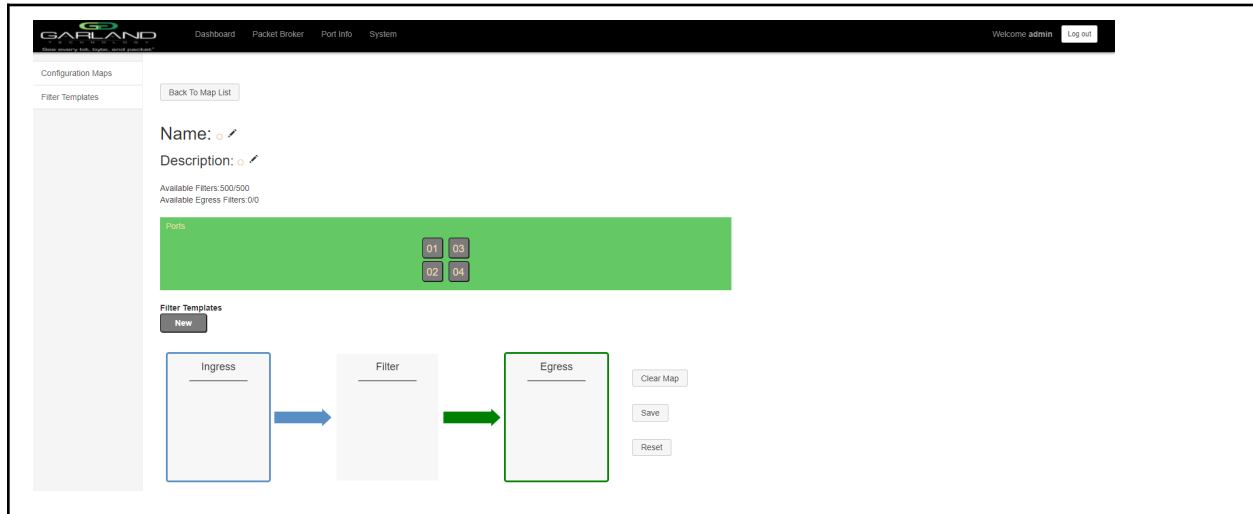 GARLAND
TECHNOLOGY
See every bit, byte, and packet®
Dashboard Packet Broker Port Info System
Welcome admin Log out
Configuration Maps
Filter Templates
Back To Map List
Name:
Description:
Available Filters:500/500
Available Egress Filters:0/0
Ports
01 03
02 04
Filter Templates
New
Ingress Filter Egress
Clear Map
Save
Reset